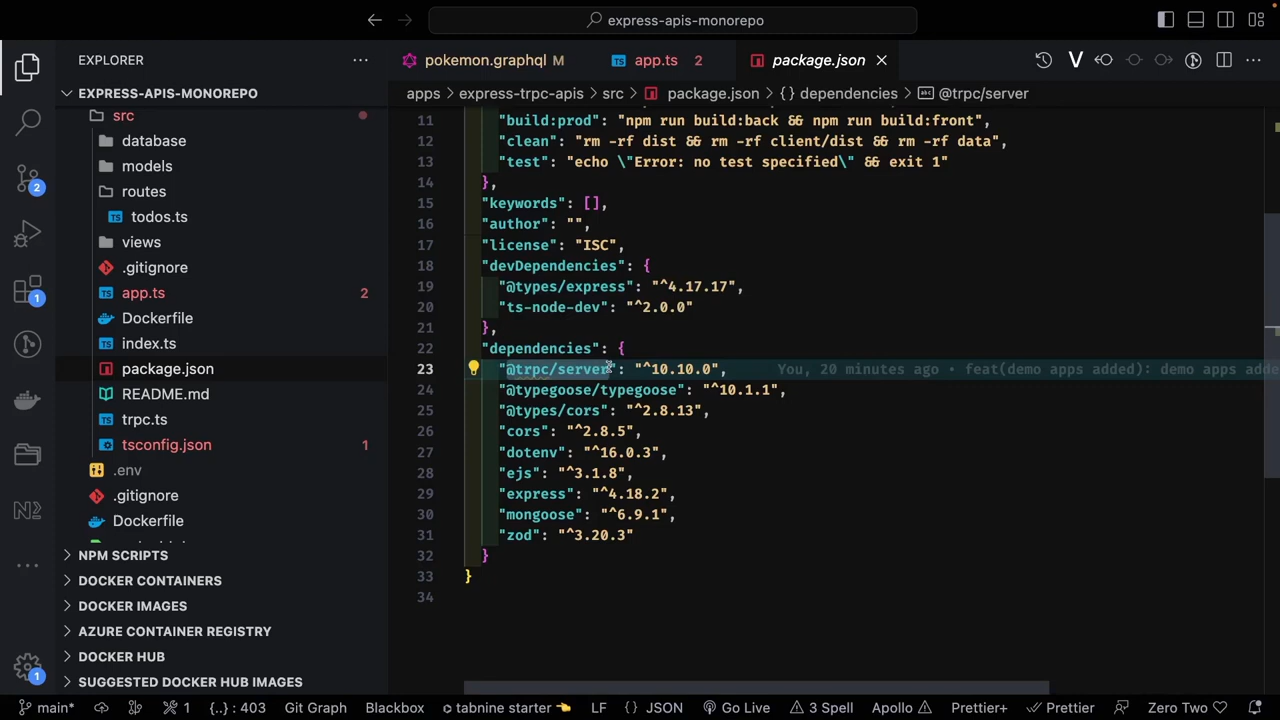 express-apis-monorepo
EXPLORER
pokemon.graphql M
app.ts 2
package.json
EXPRESS-APIS-MONOREPO
apps > express-trpc-apis > src > package.json > {} dependencies > @trpc/server
src
database
models
routes
todos.ts
views
.gitignore
app.ts 2
Dockerfile
index.ts
package.json
README.md
trpc.ts
tsconfig.json 1
.env
.gitignore
Dockerfile
NPM SCRIPTS
DOCKER CONTAINERS
DOCKER IMAGES
AZURE CONTAINER REGISTRY
DOCKER HUB
SUGGESTED DOCKER HUB IMAGES
2
1
1
11 "build:prod": "npm run build:back && npm run build:front",
12 "clean": "rm -rf dist && rm -rf client/dist && rm -rf data",
13 "test": "echo \"Error: no test specified\" && exit 1"
14 },
15 "keywords": [],
16 "author": "",
17 "license": "ISC",
18 "devDependencies": {
19 "@types/express": "^4.17.17",
20 "ts-node-dev": "^2.0.0"
21 },
22 "dependencies": {
23 "@trpc/server": "^10.10.0", You, 20 minutes ago • feat(demo apps added): demo apps adde
24 "@typegoose/typegoose": "^10.1.1",
25 "@types/cors": "^2.8.13",
26 "cors": "^2.8.5",
27 "dotenv": "^16.0.3",
28 "ejs": "^3.1.8",
29 "express": "^4.18.2",
30 "mongoose": "^6.9.1",
31 "zod": "^3.20.3"
32 }
33 }
34
main* 1 {..} : 403 Git Graph Blackbox tabnine starter LF {} JSON Go Live 3 Spell Apollo Prettier+ Prettier Zero Two